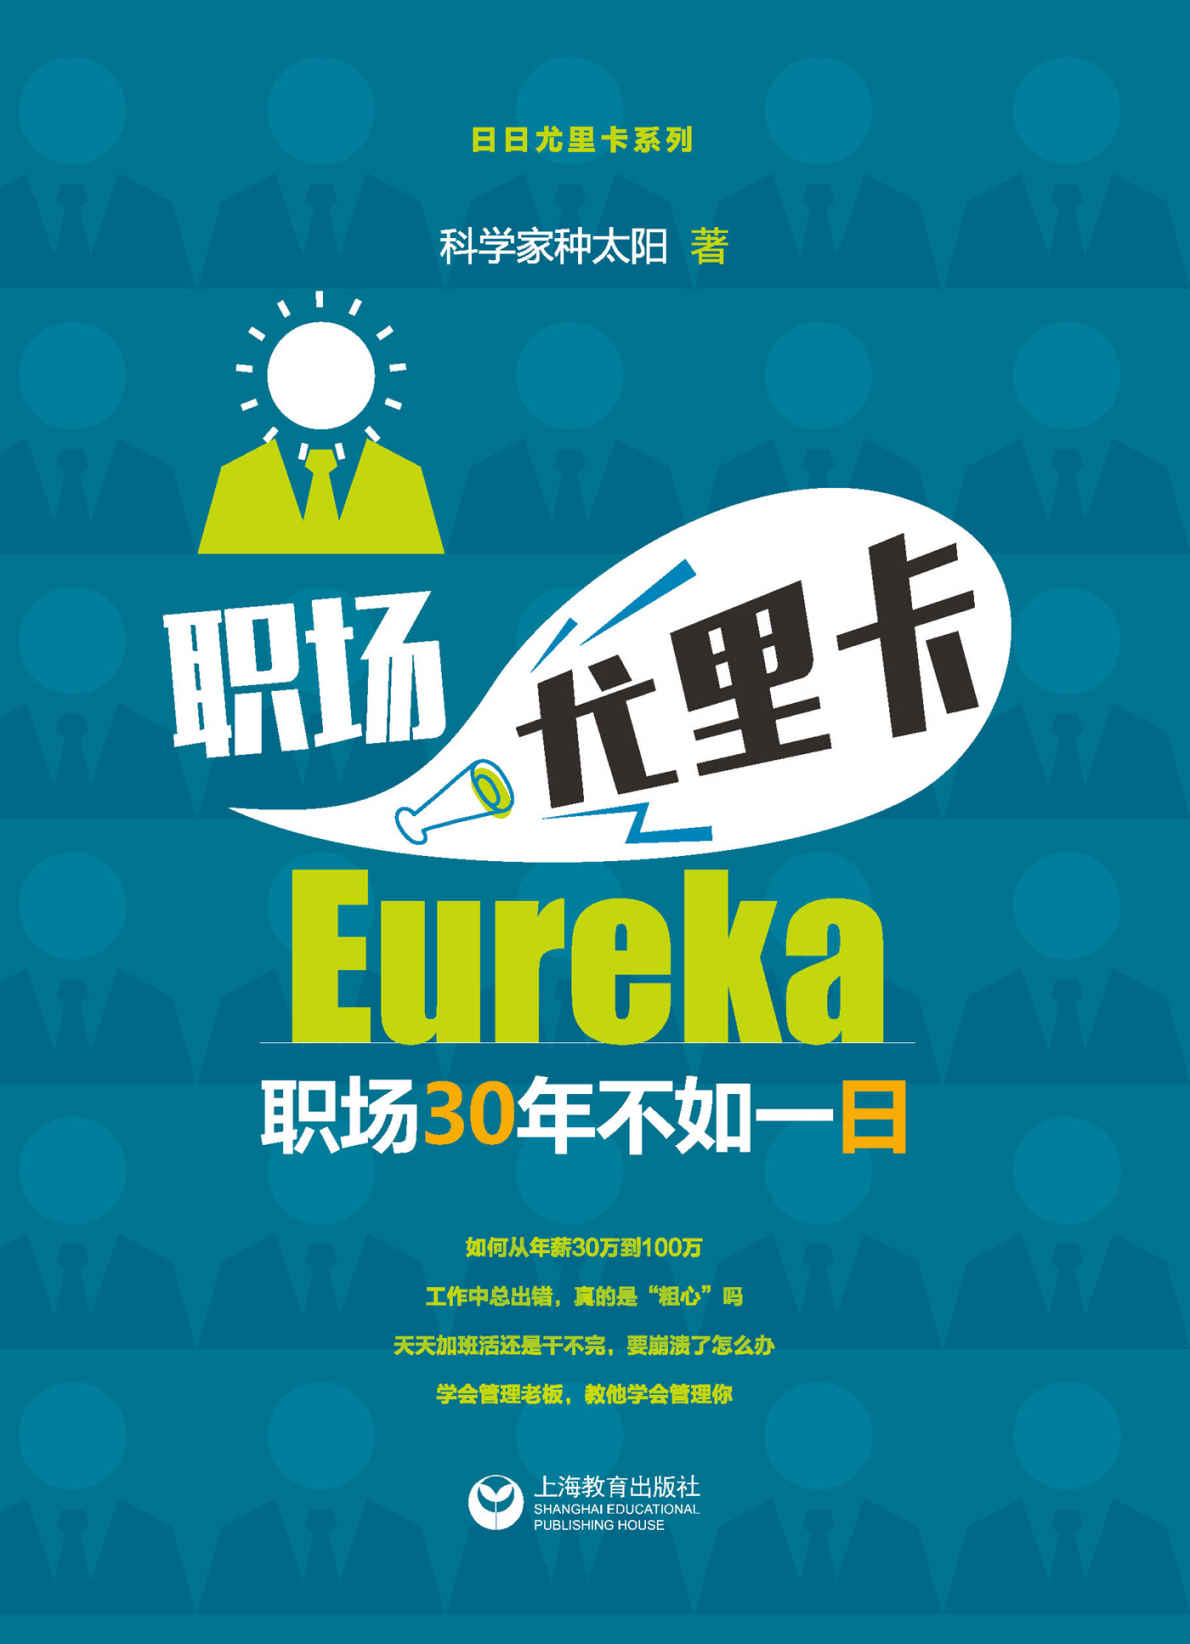 日日尤里卡系列
科学家种太阳 著
职场
尤里卡
Eureka
职场30年不如一日
如何从年薪30万到100万
工作中总出错，真的是“粗心”吗
天天加班活还是干不完，要崩溃了怎么办
学会管理老板，教他学会管理你
上海教育出版社
SHANGHAI EDUCATIONAL
PUBLISHING HOUSE